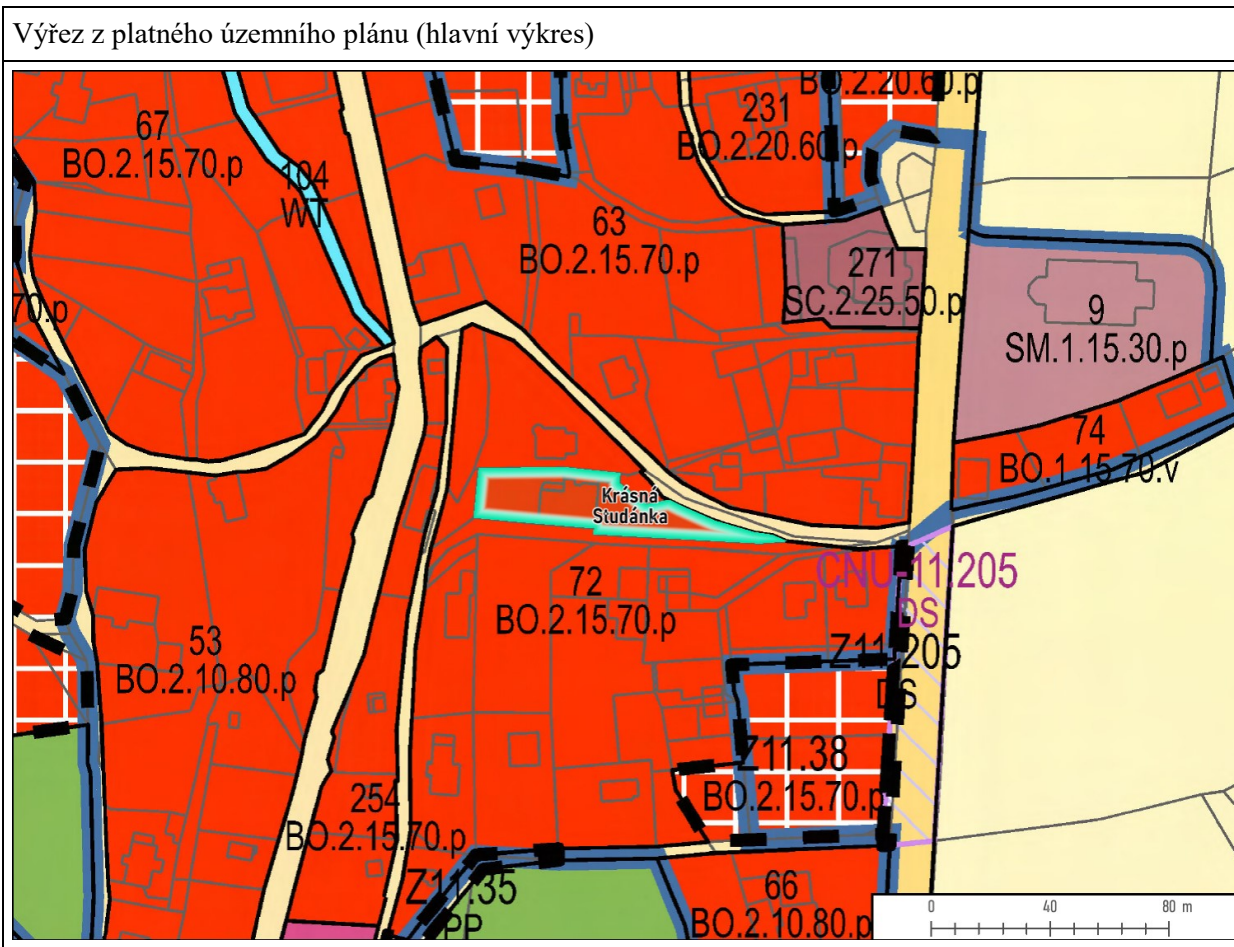 Výřez z platného územního plánu (hlavní výkres)
BO.2.20.60.p
231
BO.2.20.60.p
67
BO.2.15.70.p
104
WT
63
BO.2.15.70.p
271
SC.2.25.50.p
9
SM.1.15.30.p
70.p
74
BO.1.15.70.v
Krásná
Studánka
CNU-11.205
DS
72
BO.2.15.70.p
Z11.205
DS
53
BO.2.10.80.p
Z11.38
BO.2.15.70.p
254
BO.2.15.70.p
Z11.35
PP
66
BO.2.10.80.p
0 40 80 m